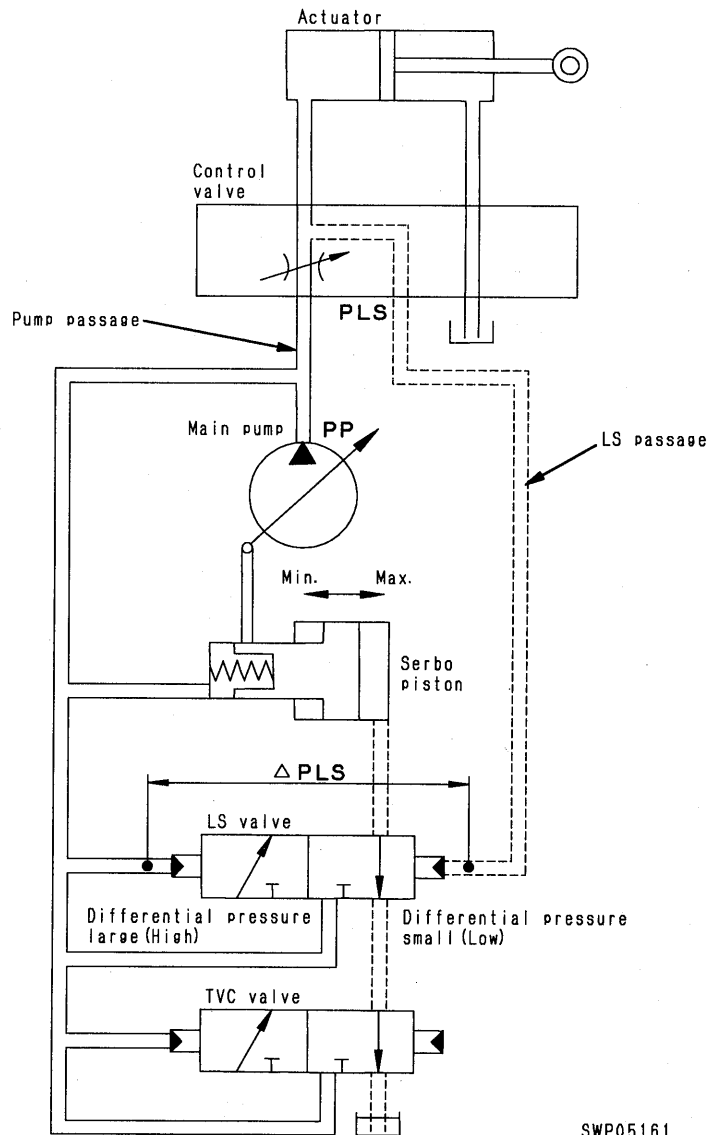 Actuator
Control
valve
PLS
Pump passage
Main pump
PP
LS passage
Min.
Max.
Serbo
piston
△ PLS
LS valve
Differential pressure
large(High)
Differential pressure
small(Low)
TVC valve
SWP05161